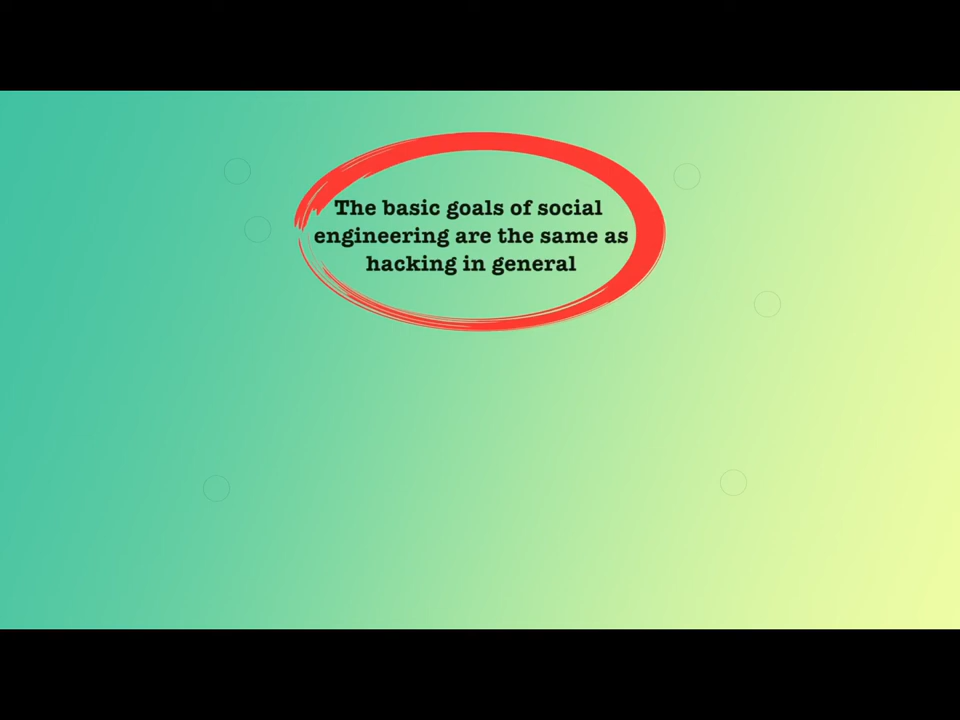 The basic goals of social
engineering are the same as
hacking in general